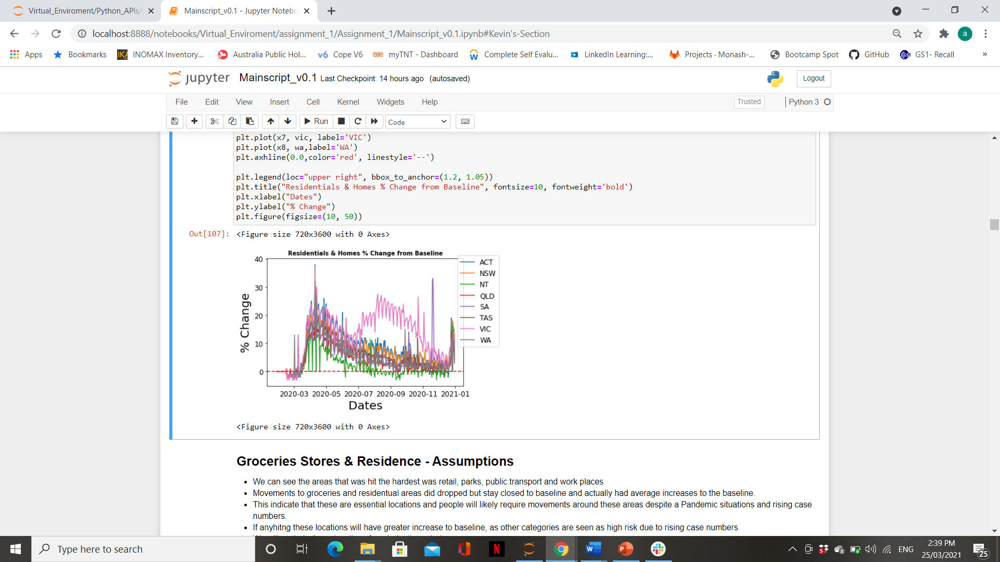 Virtual_Enviroment/Python_APIs/
Mainscript_v0.1 - Jupyter Notebo
localhost:8888/notebooks/Virtual_Enviroment/assignment_1/Assignment_1/Mainscript_v0.1.ipynb#Kevin's-Section
a
Apps Bookmarks INOMAX Inventory... Australia Public Hol... v6 Cope V6 myTNT - Dashboard Complete Self Evalu... LinkedIn Learning:... Projects · Monash-... Bootcamp Spot GitHub GS1- Recall »
jupyter Mainscript_v0.1 Last Checkpoint: 14 hours ago (autosaved) Logout
File Edit View Insert Cell Kernel Widgets Help Trusted Python 3
Run Code
plt.plot(x7, vic, label='VIC')
plt.plot(x8, wa,label='WA')
plt.axhline(0.0,color='red', linestyle='--')
plt.legend(loc="upper right", bbox_to_anchor=(1.2, 1.05))
plt.title("Residentials & Homes % Change from Baseline", fontsize=10, fontweight='bold')
plt.xlabel("Dates")
plt.ylabel("% Change")
plt.figure(figsize=(10, 50))
Out[107]: <Figure size 720x3600 with 0 Axes>
Residentials & Homes % Change from Baseline
40
30
20
10
0
% Change
ACT
NSW
NT
QLD
SA
TAS
VIC
WA
2020-03 2020-05 2020-07 2020-09 2020-11 2021-01
Dates
<Figure size 720x3600 with 0 Axes>
Groceries Stores & Residence - Assumptions
• We can see the areas that was hit the hardest was retail, parks, public transport and work places
• Movements to groceries and residentual areas did dropped but stay closed to baseline and actually had average increases to the baseline.
• This indicate that these are essential locations and people will likely require movements around these areas despite a Pandemic situations and rising case
numbers.
• If anyhitng these locations will have greater increase to baseline, as other categories are seen as high risk due to rising case numbers
Type here to search
ENG
2:39 PM
25/03/2021
25